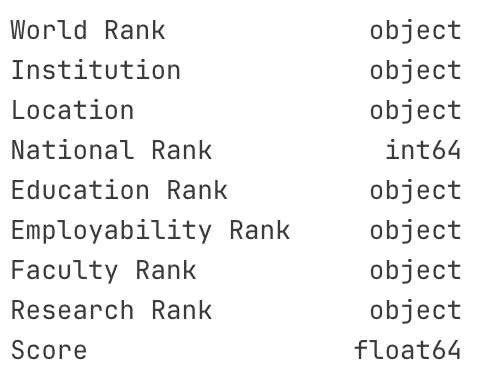 World Rank object
Institution object
Location object
National Rank int64
Education Rank object
Employability Rank object
Faculty Rank object
Research Rank object
Score float64